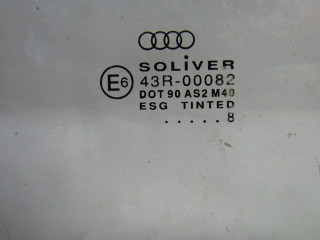 SOLiVER
E6 43R-00082
DOT 90 AS2 M40
ESG TINTED
. . . . . 8